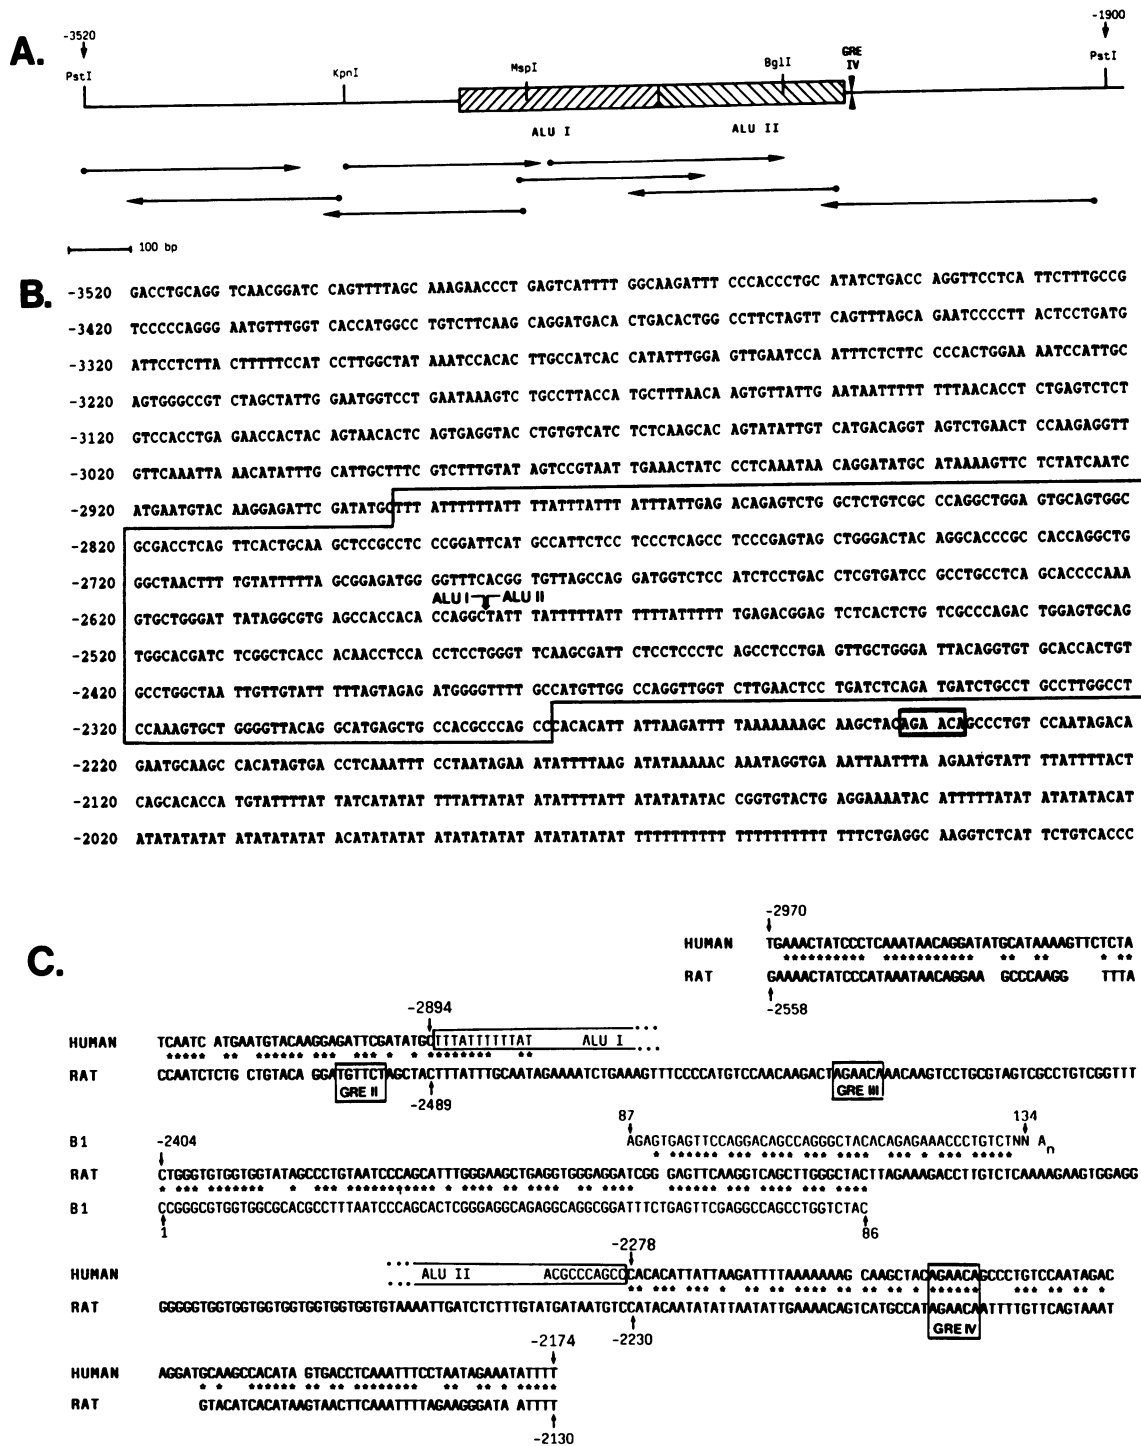 A.
-3520
-1900
PstI
KpnI
MspI
BglI
GRE
IV
PstI
ALU I
ALU II
100 bp
B.
-3520 GACCTGCAGG TCAACGGATC CAGTTTTAGC AAAGAACCCT GAGTCATTTT GGCAAGATTT CCCACCCTGC ATATCTGACC AGGTTCCTCA TTCTTTGCCG
-3420 TCCCCCAGGG AATGTTTGGT CACCATGGCC TGTCTTCAAG CAGGATGACA CTGACACTGG CCTTCTAGTT CAGTTTAGCA GAATCCCCTT ACTCCTGATG
-3320 ATTCCTCTTA CTTTTTCCAT CCTTGGCTAT AAATCCACAC TTGCCATCAC CATATTTGGA GTTGAATCCA ATTTCTCTTC CCCACTGGAA AATCCATTGC
-3220 AGTGGGCCGT CTAGCTATTG GAATGGTCCT GAATAAAGTC TGCCTTACCA TGCTTTAACA AGTGTTATTG AATAATTTTT TTTAACACCT CTGAGTCTCT
-3120 GTCCACCTGA GAACCACTAC AGTAACACTC AGTGAGGTAC CTGTGTCATC TCTCAAGCAC AGTATATTGT CATGACAGGT AGTCTGAACT CCAAGAGGTT
-3020 GTTCAAATTA AACATATTTG CATTGCTTTC GTCTTTGTAT AGTCCGTAAT TGAAACTATC CCTCAAATAA CAGGATATGC ATAAAAGTTC TCTATCAATC
-2920 ATGAATGTAC AAGGAGATTC GATATGCTTT ATTTTTTATT TTATTTATTT ATTTATTGAG ACAGAGTCTG GCTCTGTCGC CCAGGCTGGA GTGCAGTGGC
-2820 GCGACCTCAG TTCACTGCAA GCTCCGCCTC CCGGATTCAT GCCATTCTCC TCCCTCAGCC TCCCGAGTAG CTGGGACTAC AGGCACCCGC CACCAGGCTG
-2720 GGCTAACTTT TGTATTTTTA GCGGAGATGG GGTTTCACGG TGTTAGCCAG GATGGTCTCC ATCTCCTGAC CTCGTGATCC GCCTGCCTCA GCACCCCAAA
ALU I ALU II
-2620 GTGCTGGGAT TATAGGCGTG AGCCACCACA CCAGGCTATT TATTTTTATT TTTTATTTTT TGAGACGGAG TCTCACTCTG TCGCCCAGAC TGGAGTGCAG
-2520 TGGCACGATC TCGGCTCACC ACAACCTCCA CCTCCTGGGT TCAAGCGATT CTCCTCCCTC AGCCTCCTGA GTTGCTGGGA TTACAGGTGT GCACCACTGT
-2420 GCCTGGCTAA TTGTTGTATT TTTAGTAGAG ATGGGGTTTT GCCATGTTGG CCAGGTTGGT CTTGAACTCC TGATCTCAGA TGATCTGCCT GCCTTGGCCT
-2320 CCAAAGTGCT GGGGTTACAG GCATGAGCTG CCACGCCCAG CCCACACATT ATTAAGATTT TAAAAAAAGC AAGCTACAGA ACAGCCCTGT CCAATAGACA
-2220 GAATGCAAGC CACATAGTGA CCTCAAATTT CCTAATAGAA ATATTTTAAG ATATAAAAAC AAATAGGTGA AATTAATTTA AGAATGTATT TTATTTTACT
-2120 CAGCACACCA TGTATTTTAT TATCATATAT TTTATTATAT ATATTTTATT ATATATATAC CGGTGTACTG AGGAAAATAC ATTTTTATAT ATATATACAT
-2020 ATATATATAT ATATATATAT ACATATATAT ATATATATAT ATATATATAT TTTTTTTTTT TTTTTTTTTT TTTCTGAGGC AAGGTCTCAT TCTGTCACCC
C.
-2970
HUMAN TGAAACTATCCCTCAAATAACAGGATATGCATAAAAGTTCTCTA
RAT GAAAACTATCCCATAAATAACAGGAA GCCCAAGG TTTA
-2558
-2894
HUMAN TCAATC ATGAATGTACAAGGAGATTCGATATGCTTTATTTTTTAT ALU I
RAT CCAATCTCTG CTGTACA GGATGTTCTAGCTACTTTATTTGCAATAGAAAATCTGAAAGTTTCCCCATGTCCAACAAGACTAGAACAAACAAGTCCTGCGTAGTCGCCTGTCGGTTT
GRE II
GRE III
-2489
87
134
-2404
B1 AGAGTGAGTTCCAGGACAGCCAGGGCTACACAGAGAAACCCTGTCTNN An
RAT CTGGGTGTGGTGGTATAGCCCTGTAATCCCAGCATTTGGGAAGCTGAGGTGGGAGGATCGGG GAGTTCAAGGTCAGCTTGGGCTACTTAGAAAGACCTTGTCTCAAAAGAAGTGGAGG
B1 CCGGGCGTGGTGGCGCACGCCTTTAATCCCAGCACTCGGGAGGCAGAGGCAGGCGGATTTCTGAGTTCGAGGCCAGCCTGGTCTAC
1
86
-2278
HUMAN ALU II ACGCCCAGCCCACACATTATTAAGATTTTAAAAAAAG CAAGCTACAGAACAGCCCTGTCCAATAGAC
RAT GGGGGTGGTGGTGGTGGTGGTGGTGGTGTAAAATTGATCTCTTTGTATGATAATGTCCATACAATATATTAATATTGAAAACAGTCATGCCATAGAACAATTTTGTTCAGTAAAT
GRE IV
-2230
-2174
HUMAN AGGATGCAAGCCACATA GTGACCTCAAATTTCCTAATAGAAATATTTT
RAT GTACATCACATAAGTAACTTCAAATTTTAGAAGGGATA ATTTT
-2130